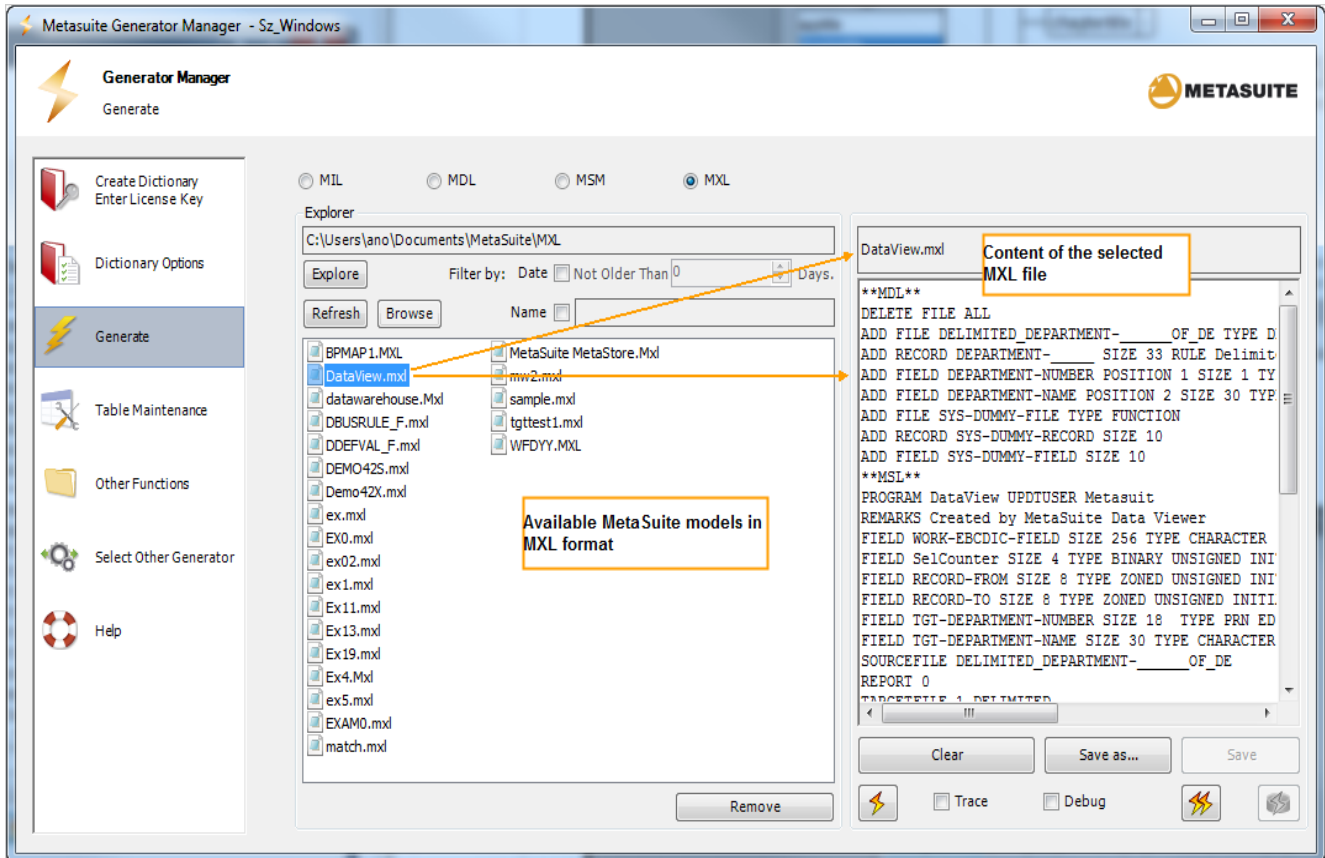 Metasuite Generator Manager - Sz_Windows
Generator Manager
Generate
METASUITE
Create Dictionary
Enter License Key
Dictionary Options
Generate
Table Maintenance
Other Functions
Select Other Generator
Help
MIL
MDL
MSM
MXL
Explorer
C:\Users\ano\Documents\MetaSuite\MXL
Explore
Filter by: Date Not Older Than 0 Days.
Refresh
Browse
Name
BPMAP1.MXL
DataView.mxl
datawarehouse.Mxl
DBUSRULE_F.mxl
DDEFVAL_F.mxl
DEMO42S.mxl
Demo42X.mxl
ex.mxl
EX0.mxl
ex02.mxl
ex1.mxl
Ex11.mxl
Ex13.mxl
Ex19.mxl
Ex4.Mxl
ex5.mxl
EXAM0.mxl
match.mxl
MetaSuite MetaStore.Mxl
mw2.mxl
sample.mxl
tgttest1.mxl
WFDYY.MXL
Available MetaSuite models in
MXL format
Remove
DataView.mxl
Content of the selected
MXL file
**MDL**
DELETE FILE ALL
ADD FILE DELIMITED_DEPARTMENT-______OF_DE TYPE D
ADD RECORD DEPARTMENT-_____ SIZE 33 RULE Delimit
ADD FIELD DEPARTMENT-NUMBER POSITION 1 SIZE 1 TY
ADD FIELD DEPARTMENT-NAME POSITION 2 SIZE 30 TYP
ADD FILE SYS-DUMMY-FILE TYPE FUNCTION
ADD RECORD SYS-DUMMY-RECORD SIZE 10
ADD FIELD SYS-DUMMY-FIELD SIZE 10
**MSL**
PROGRAM DataView UPDTUSER Metasuit
REMARKS Created by MetaSuite Data Viewer
FIELD WORK-EBCDIC-FIELD SIZE 256 TYPE CHARACTER
FIELD SelCounter SIZE 4 TYPE BINARY UNSIGNED INI
FIELD RECORD-FROM SIZE 8 TYPE ZONED UNSIGNED INI
FIELD RECORD-TO SIZE 8 TYPE ZONED UNSIGNED INITI
FIELD TGT-DEPARTMENT-NUMBER SIZE 18 TYPE PRN ED
FIELD TGT-DEPARTMENT-NAME SIZE 30 TYPE CHARACTER
SOURCEFILE DELIMITED_DEPARTMENT-______OF_DE
REPORT 0
TARGETFILE 1 DELIMITED
Clear
Save as...
Save
Trace
Debug